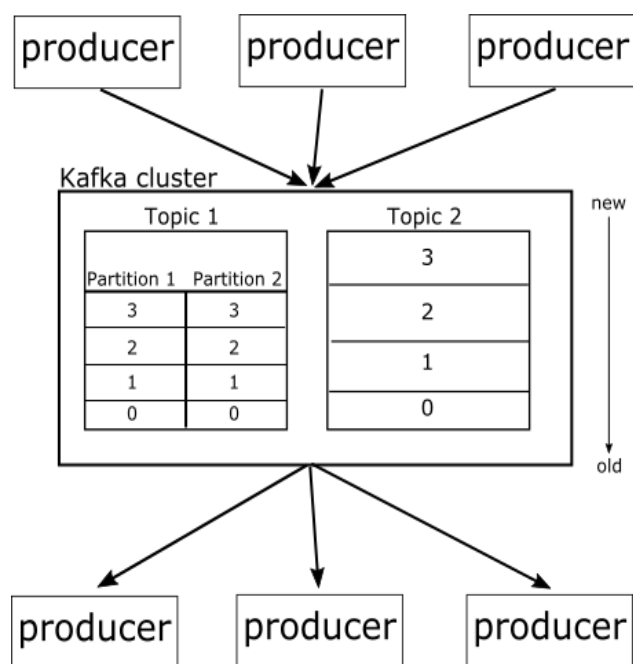 producer
producer
producer
Kafka cluster
Topic 1
Topic 2
new
Partition 1 Partition 2
3 3
2 2
1 1
0 0
3
2
1
0
old
producer
producer
producer